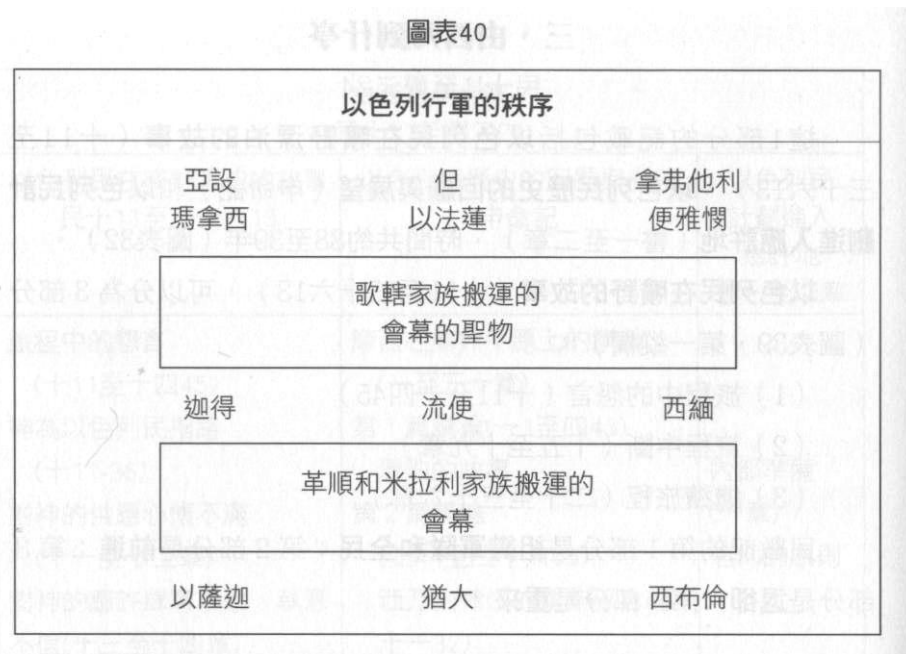 圖表40
以色列行軍的秩序
亞設 但 拿弗他利
瑪拿西 以法蓮 便雅憫
歌轄家族搬運的
會幕的聖物
迦得 流便 西緬
革順和米拉利家族搬運的
會幕
以薩迦 猶大 西布倫